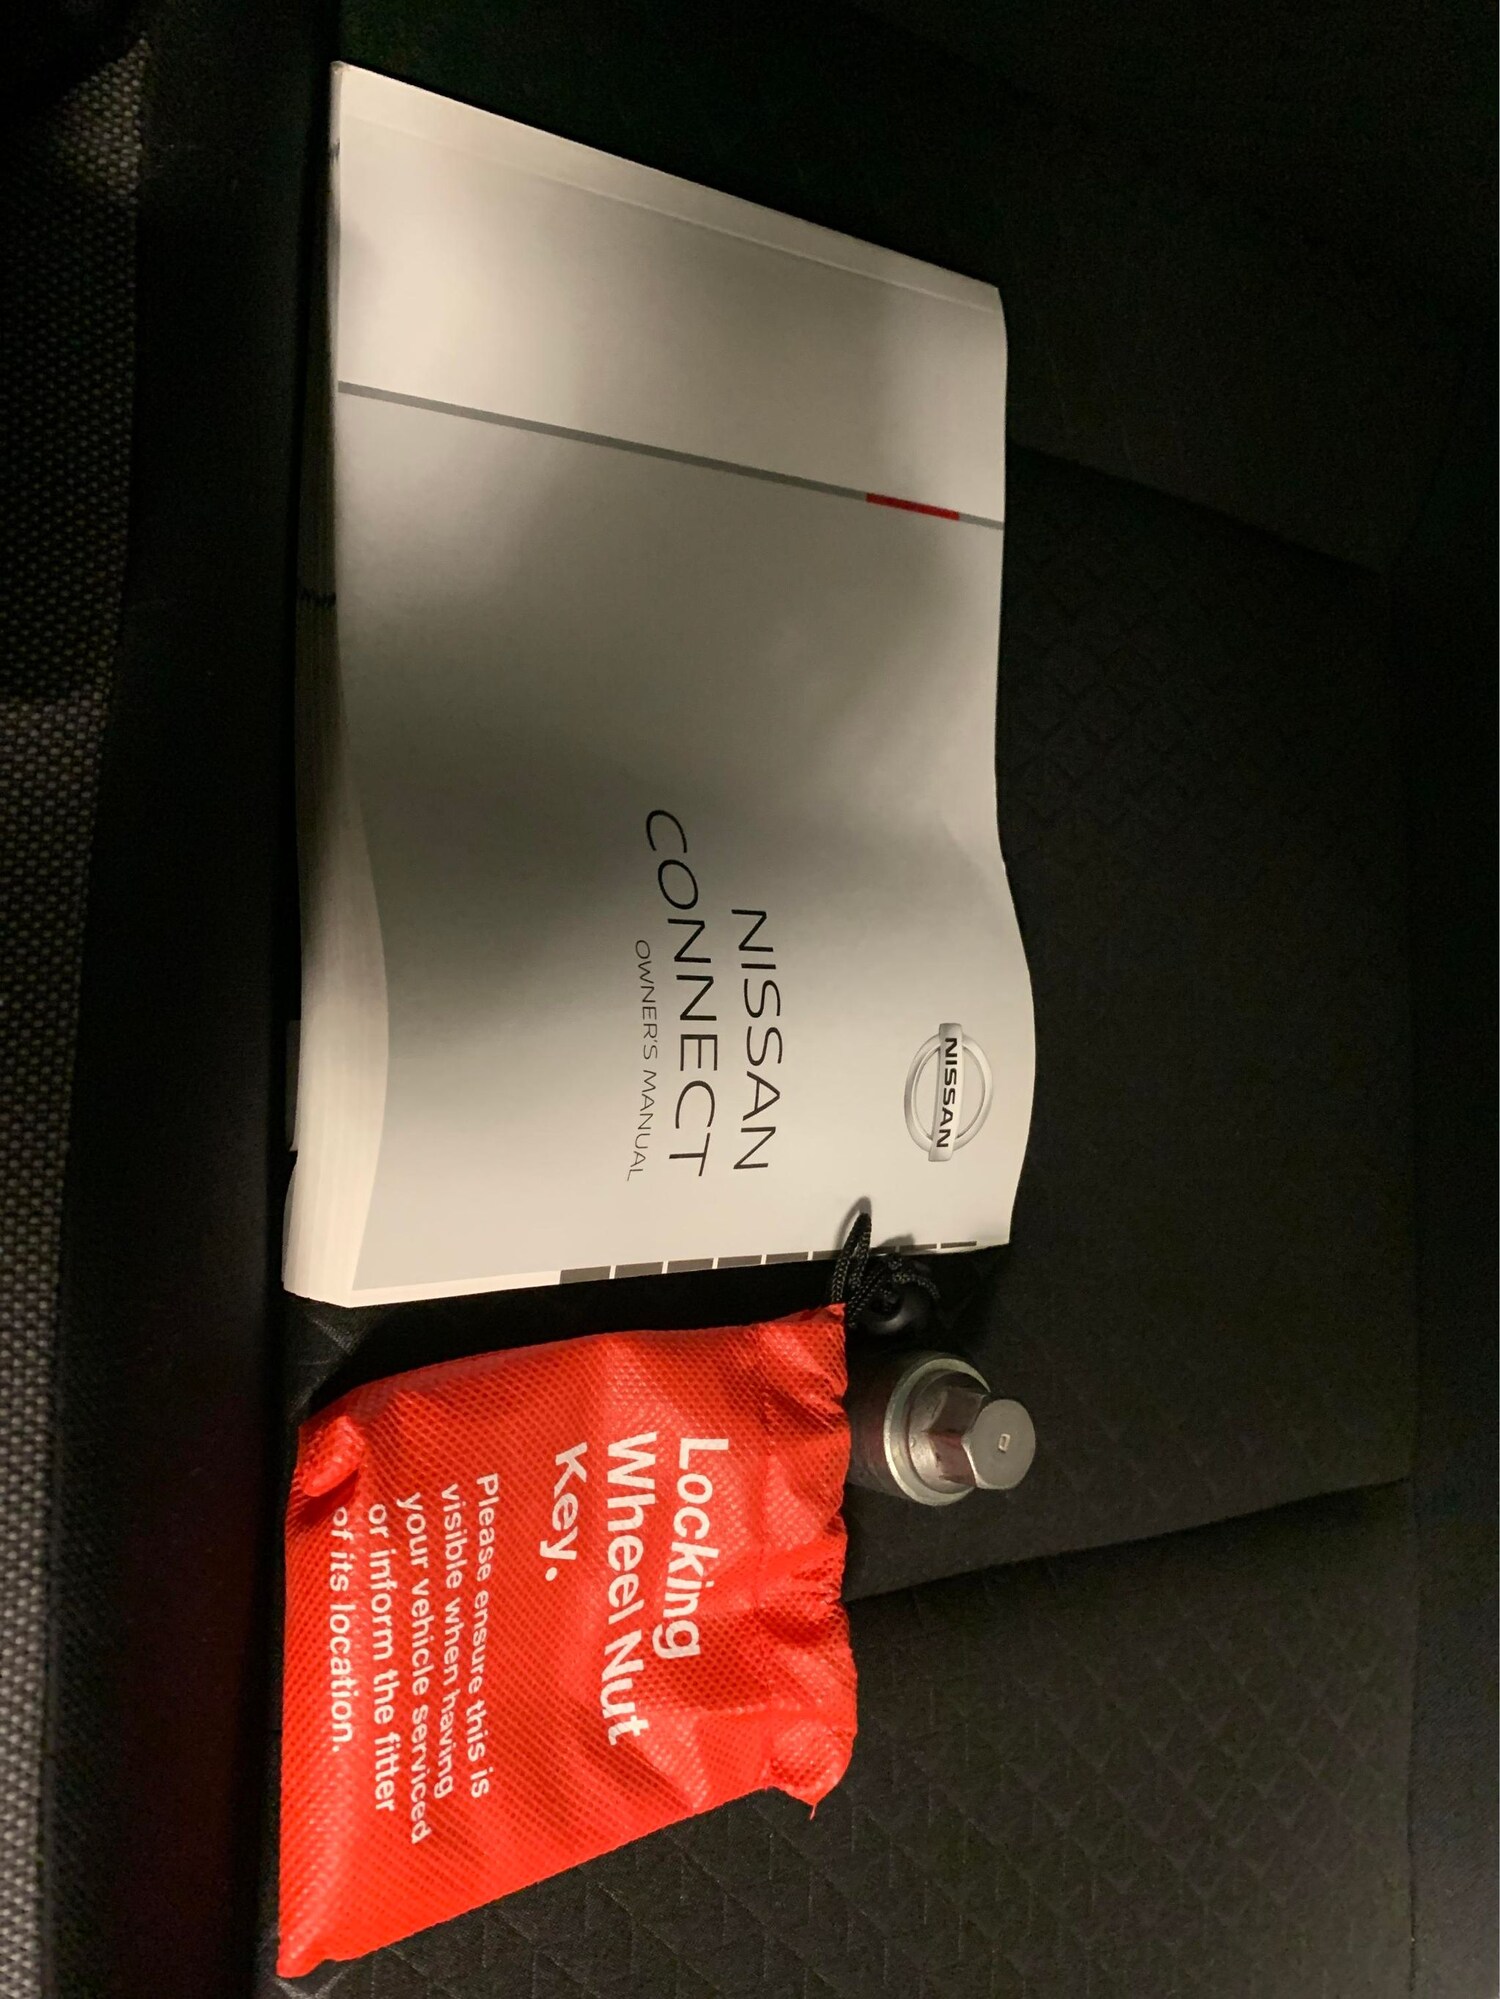 NISSAN
NISSAN
CONNECT
OWNER'S MANUAL
Locking
Wheel Nut
Key.
Please ensure this is
visible when having
your vehicle serviced
or inform the fitter
of its location.